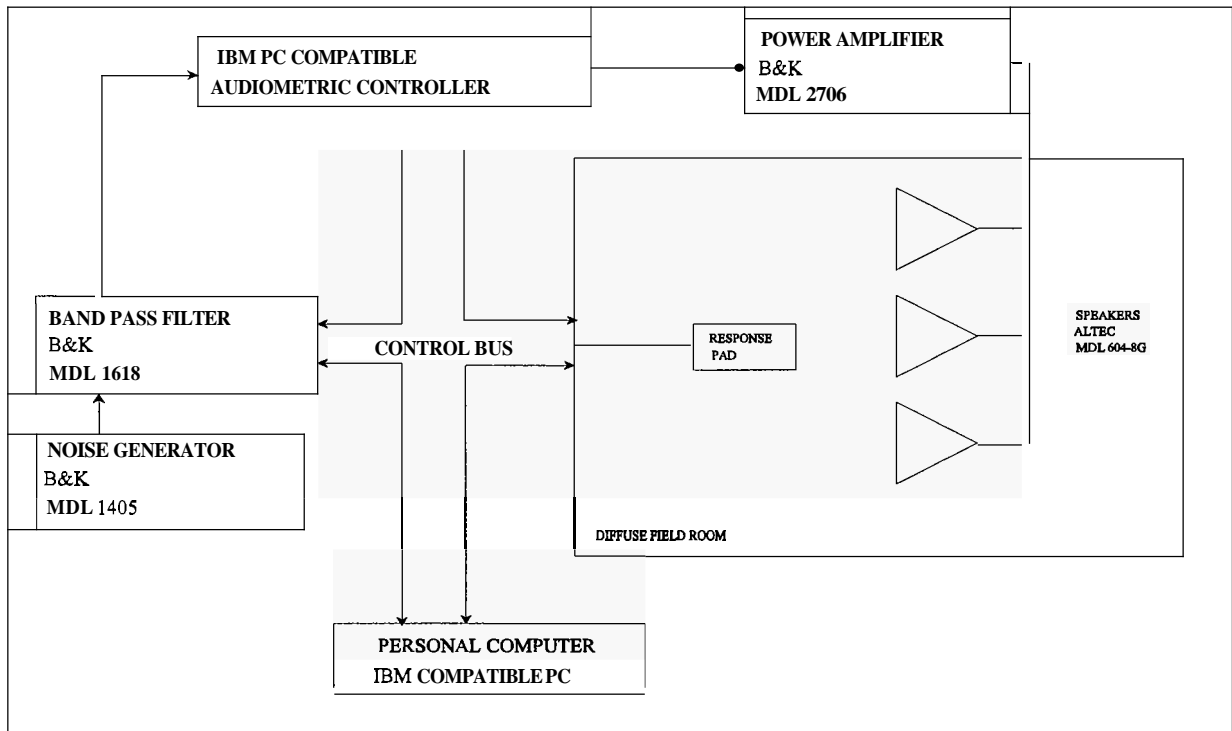 IBM PC COMPATIBLE
AUDIOMETRIC CONTROLLER
POWER AMPLIFIER
B&K
MDL 2706
BAND PASS FILTER
B&K
MDL 1618
CONTROL BUS
RESPONSE
PAD
SPEAKERS
ALTEC
MDL 604-8G
NOISE GENERATOR
B&K
MDL 1405
DIFFUSE FIELD ROOM
PERSONAL COMPUTER
IBM COMPATIBLE PC